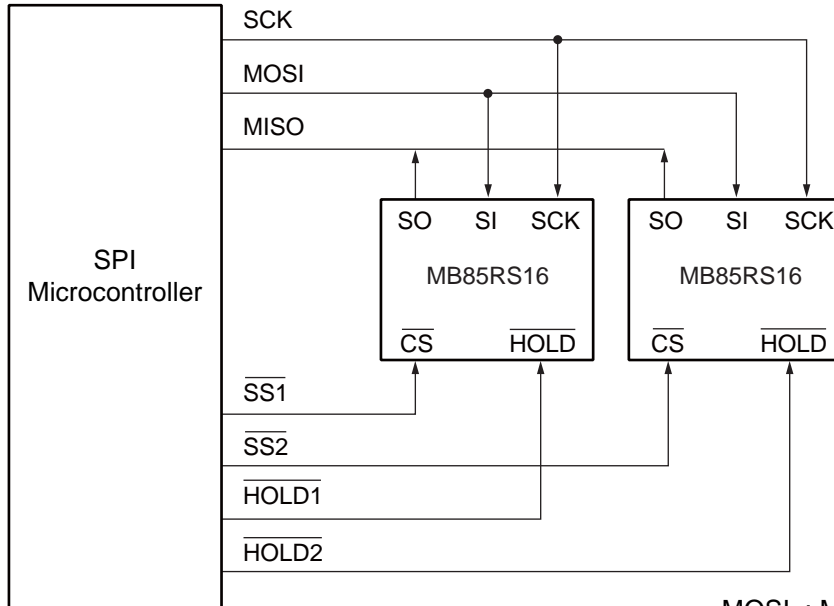 SCK
MOSI
MISO
SO SI SCK
SO SI SCK
SPI
Microcontroller
MB85RS16
MB85RS16
CS HOLD
CS HOLD
SS1
SS2
HOLD1
HOLD2